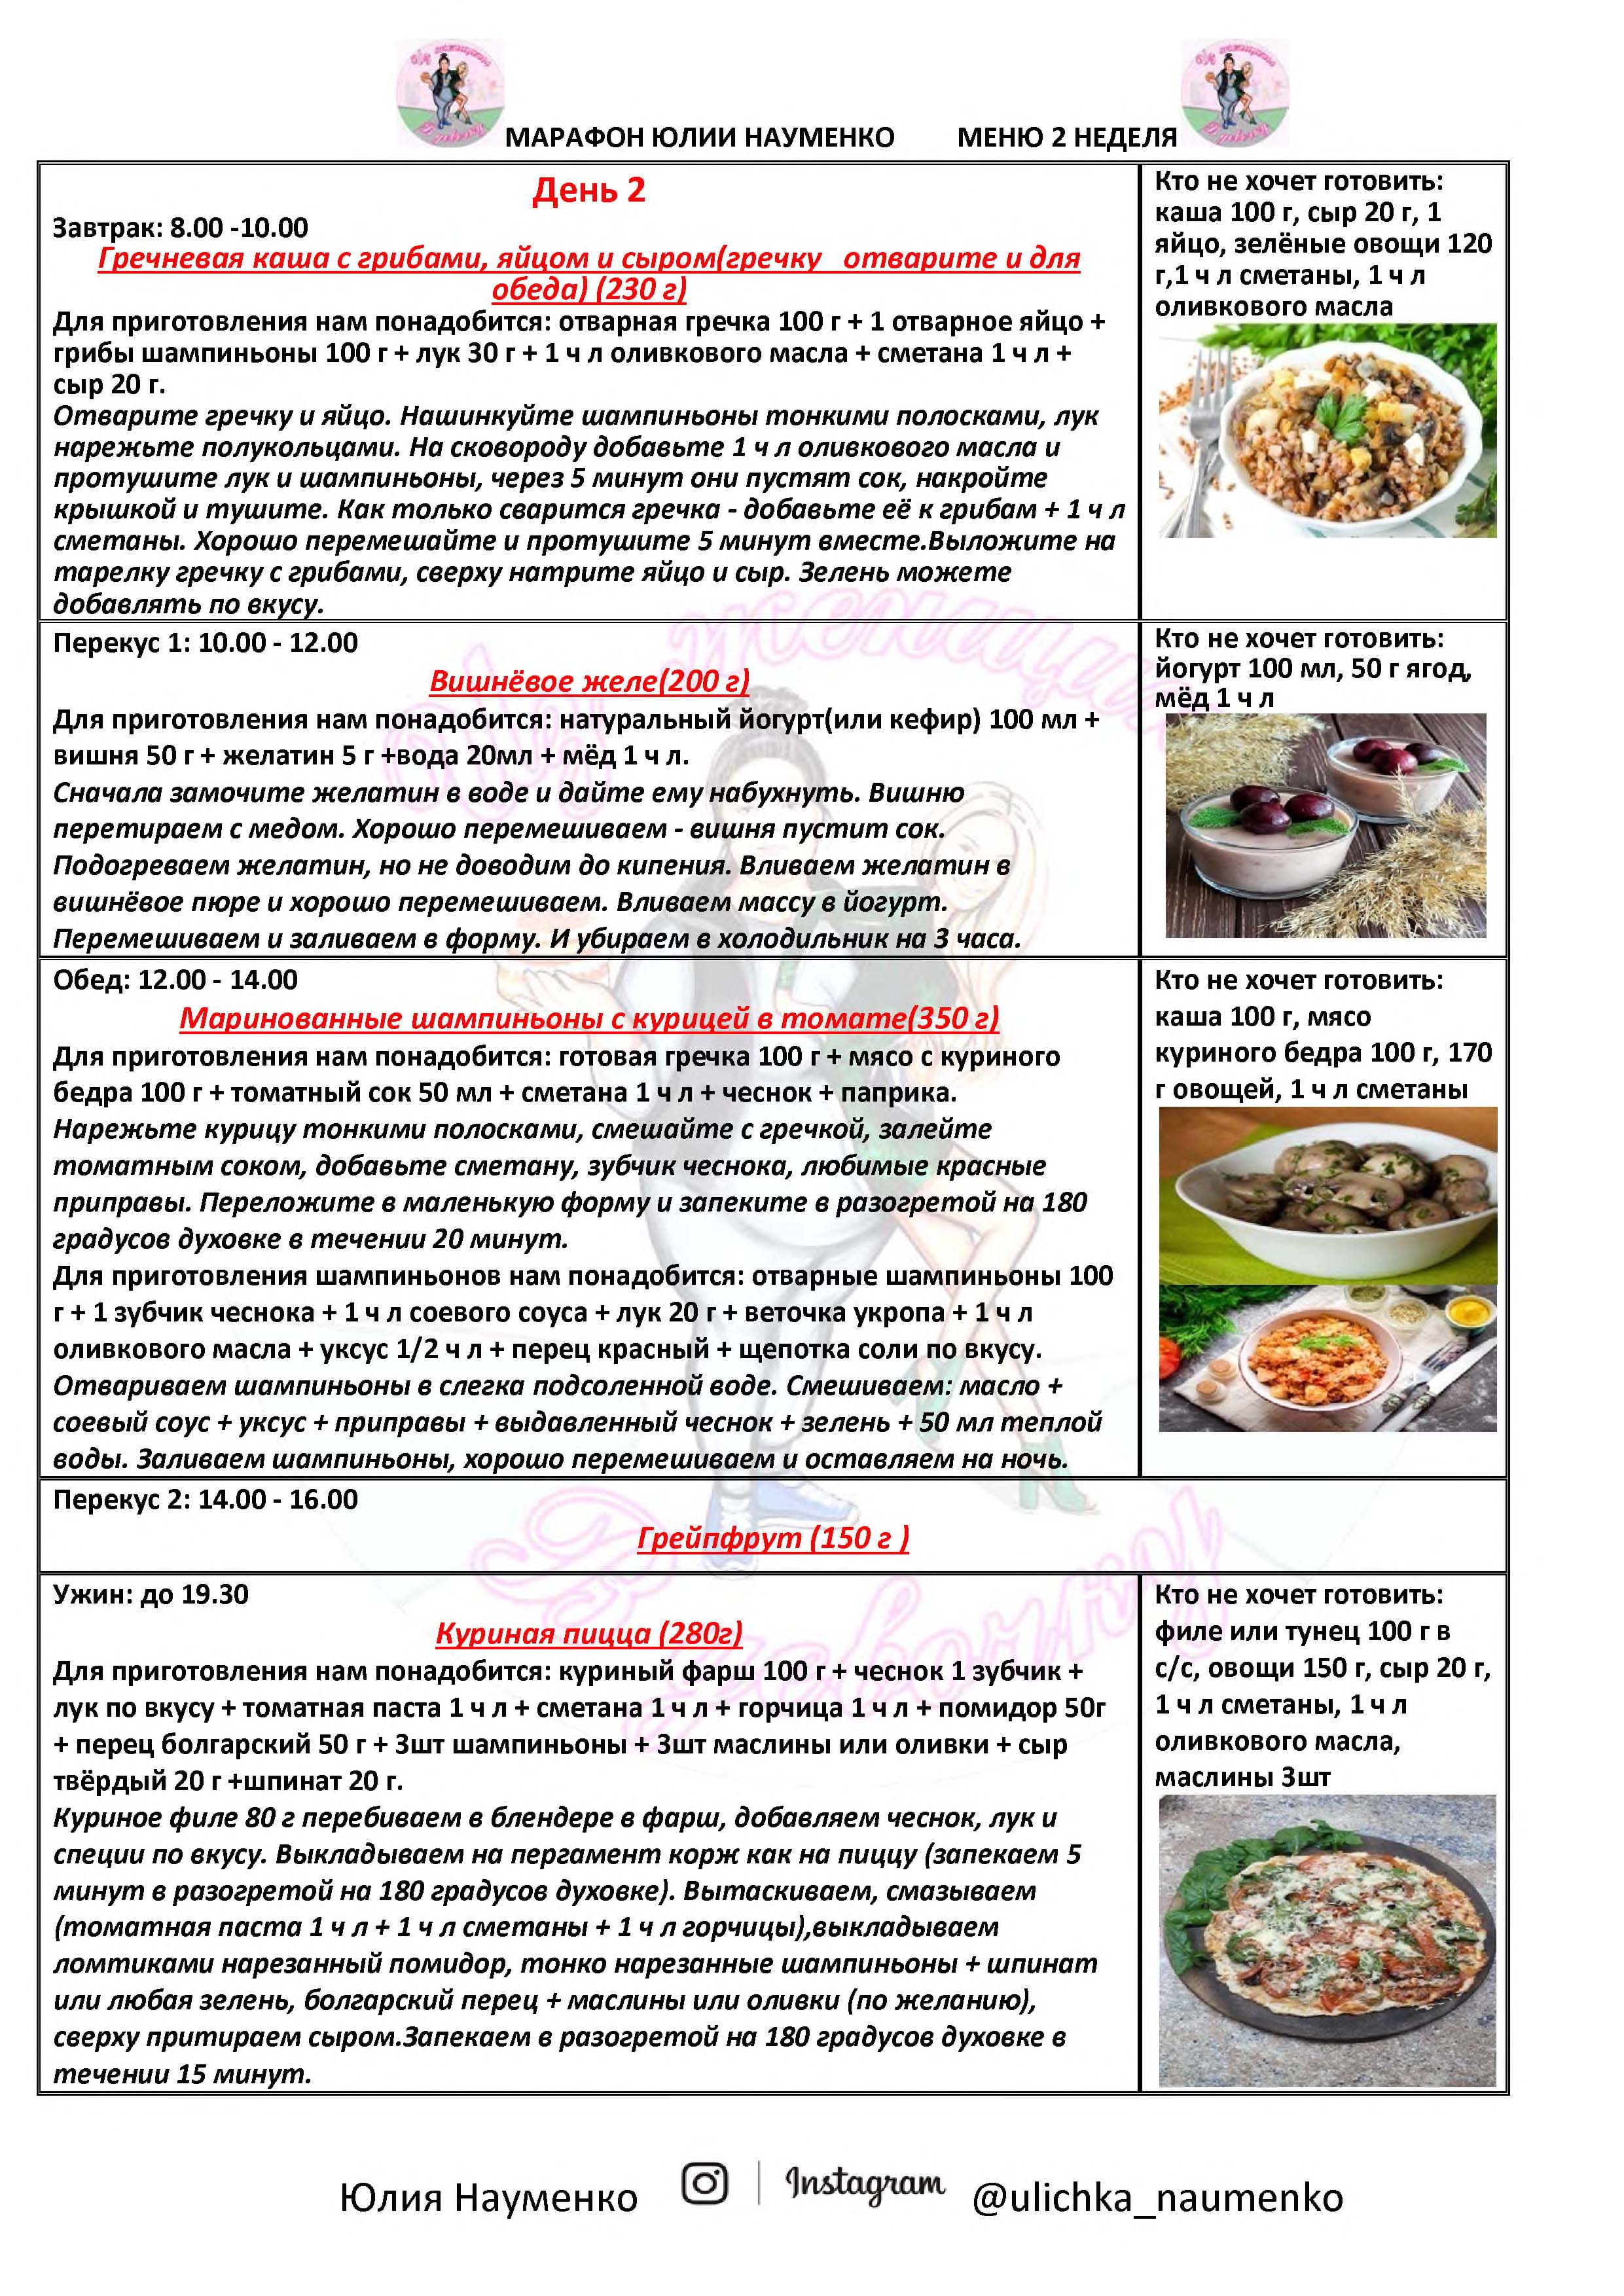 МАРАФОН ЮЛИИ НАУМЕНКО МЕНЮ 2 НЕДЕЛЯ
День 2
Завтрак: 8.00 -10.00
Гречневая каша с грибами, яйцом и сыром(гречку отварите и для
обеда) (230 г)
Для приготовления нам понадобится: отварная гречка 100 г + 1 отварное яйцо +
грибы шампиньоны 100 г + лук 30 г + 1 ч л оливкового масла + сметана 1 ч л +
сыр 20 г.
Отварите гречку и яйцо. Нашинкуйте шампиньоны тонкими полосками, лук
нарежьте полукольцами. На сковороду добавьте 1 ч л оливкового масла и
протушите лук и шампиньоны, через 5 минут они пустят сок, накройте
крышкой и тушите. Как только сварится гречка - добавьте её к грибам + 1 ч л
сметаны. Хорошо перемешайте и протушите 5 минут вместе.Выложите на
тарелку гречку с грибами, сверху натрите яйцо и сыр. Зелень можете
добавлять по вкусу.
Кто не хочет готовить:
каша 100 г, сыр 20 г, 1
яйцо, зелёные овощи 120
г,1 ч л сметаны, 1 ч л
оливкового масла
Перекус 1: 10.00 - 12.00
Вишнёвое желе(200 г)
Для приготовления нам понадобится: натуральный йогурт(или кефир) 100 мл +
вишня 50 г + желатин 5 г +вода 20мл + мёд 1 ч л.
Сначала замочите желатин в воде и дайте ему набухнуть. Вишню
перетираем с медом. Хорошо перемешиваем - вишня пустит сок.
Подогреваем желатин, но не доводим до кипения. Вливаем желатин в
вишнёвое пюре и хорошо перемешиваем. Вливаем массу в йогурт.
Перемешиваем и заливаем в форму. И убираем в холодильник на 3 часа.
Кто не хочет готовить:
йогурт 100 мл, 50 г ягод,
мёд 1 ч л
Обед: 12.00 - 14.00
Маринованные шампиньоны с курицей в томате(350 г)
Для приготовления нам понадобится: готовая гречка 100 г + мясо с куриного
бедра 100 г + томатный сок 50 мл + сметана 1 ч л + чеснок + паприка.
Нарежьте курицу тонкими полосками, смешайте с гречкой, залейте
томатным соком, добавьте сметану, зубчик чеснока, любимые красные
приправы. Переложите в маленькую форму и запеките в разогретой на 180
градусов духовке в течении 20 минут.
Для приготовления шампиньонов нам понадобится: отварные шампиньоны 100
г + 1 зубчик чеснока + 1 ч л соевого соуса + лук 20 г + веточка укропа + 1 ч л
оливкового масла + уксус 1/2 ч л + перец красный + щепотка соли по вкусу.
Отвариваем шампиньоны в слегка подсоленной воде. Смешиваем: масло +
соевый соус + уксус + приправы + выдавленный чеснок + зелень + 50 мл теплой
воды. Заливаем шампиньоны, хорошо перемешиваем и оставляем на ночь.
Кто не хочет готовить:
каша 100 г, мясо
куриного бедра 100 г, 170
г овощей, 1 ч л сметаны
Перекус 2: 14.00 - 16.00
Грейпфрут (150 г )
Ужин: до 19.30
Куриная пицца (280г)
Для приготовления нам понадобится: куриный фарш 100 г + чеснок 1 зубчик +
лук по вкусу + томатная паста 1 ч л + сметана 1 ч л + горчица 1 ч л + помидор 50г
+ перец болгарский 50 г + 3шт шампиньоны + 3шт маслины или оливки + сыр
твёрдый 20 г +шпинат 20 г.
Куриное филе 80 г перебиваем в блендере в фарш, добавляем чеснок, лук и
специи по вкусу. Выкладываем на пергамент корж как на пиццу (запекаем 5
минут в разогретой на 180 градусов духовке). Вытаскиваем, смазываем
(томатная паста 1 ч л + 1 ч л сметаны + 1 ч л горчицы),выкладываем
ломтиками нарезанный помидор, тонко нарезанные шампиньоны + шпинат
или любая зелень, болгарский перец + маслины или оливки (по желанию),
сверху притираем сыром.Запекаем в разогретой на 180 градусов духовке в
течении 15 минут.
Кто не хочет готовить:
филе или тунец 100 г в
с/с, овощи 150 г, сыр 20 г,
1 ч л сметаны, 1 ч л
оливкового масла,
маслины 3шт
Юлия Науменко Instagram @ulichka_naumenko